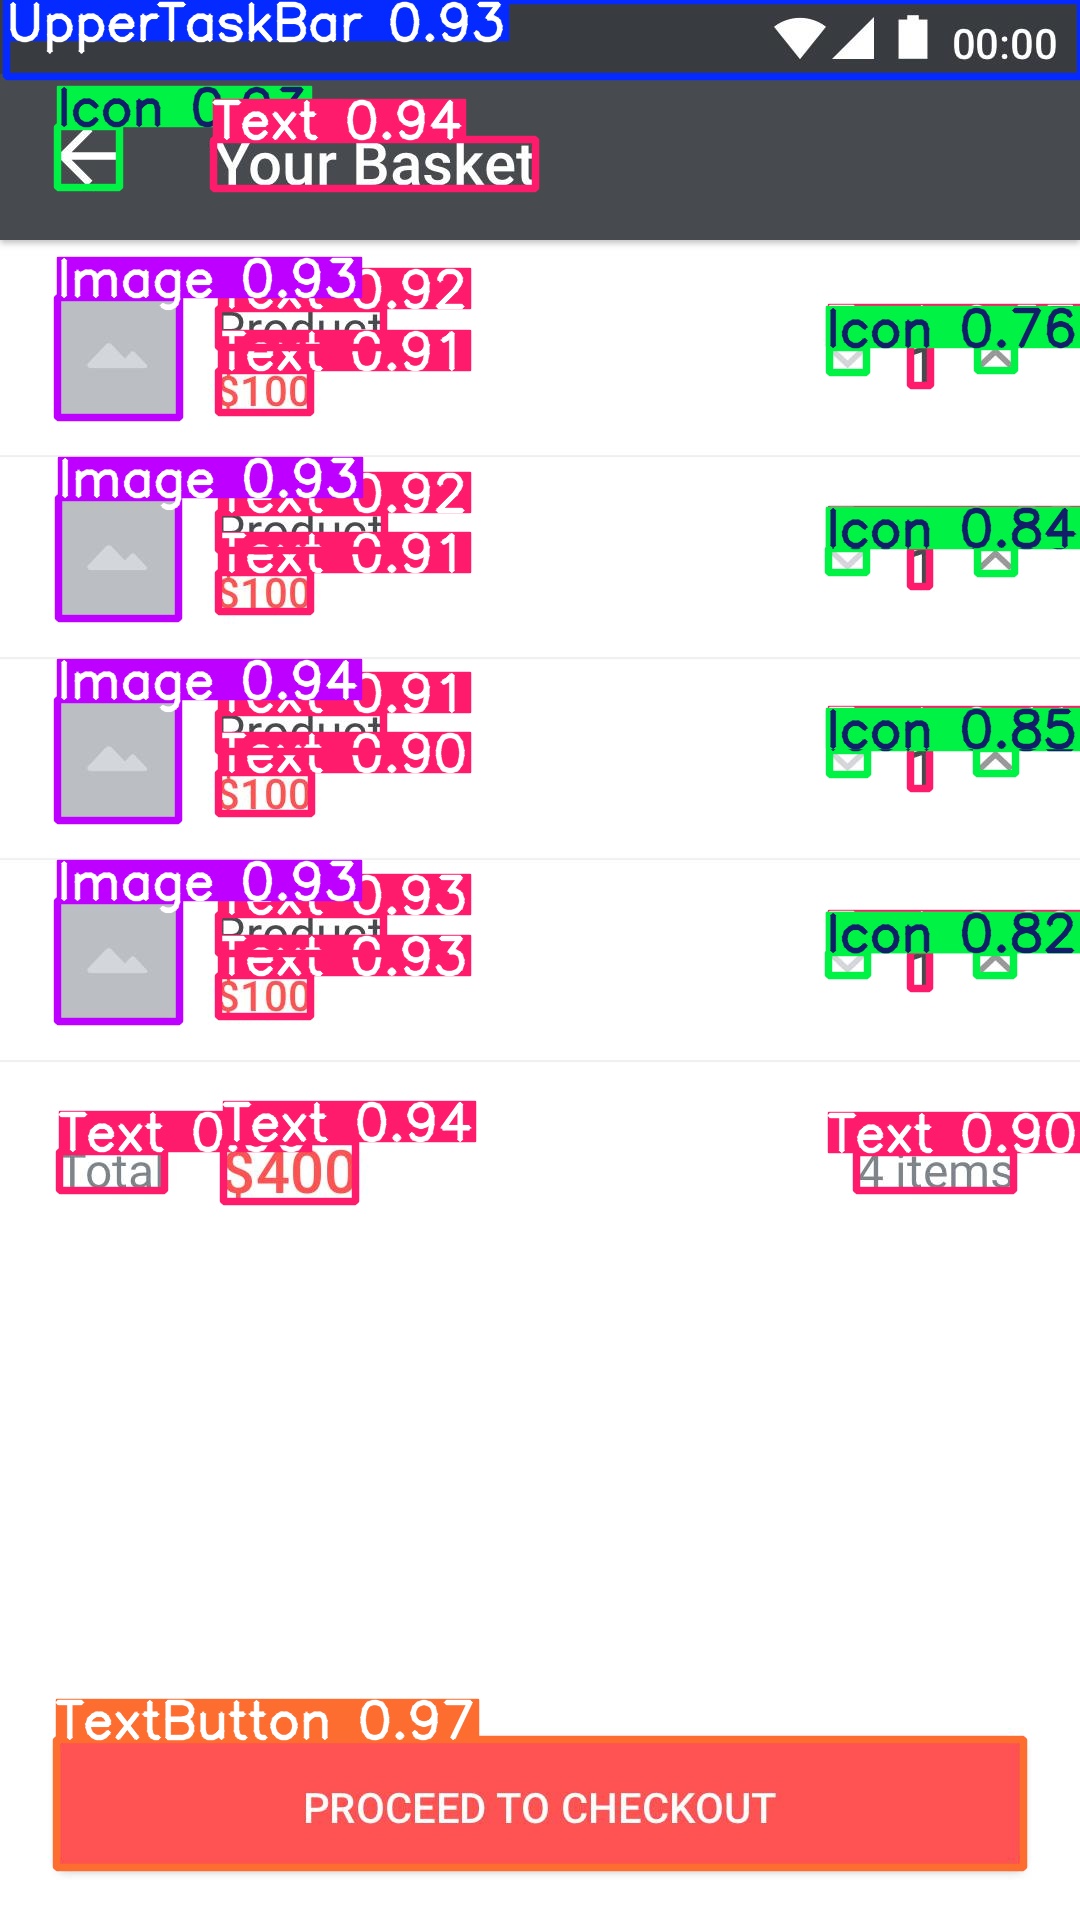 UpperTaskBar 0.93
00:00
Icon 0.93
Text 0.94
Your Basket
Image 0.93
Text 0.92
Product
Text 0.91
$100
Icon 0.76
1
Image 0.93
Text 0.92
Product
Text 0.91
$100
Icon 0.84
1
Image 0.94
Text 0.91
Product
Text 0.90
$100
Icon 0.85
1
Image 0.93
Text 0.93
Product
Text 0.93
$100
Icon 0.82
1
Text 0.94
Text 0.90
Total
$400
4 items
TextButton 0.97
PROCEED TO CHECKOUT